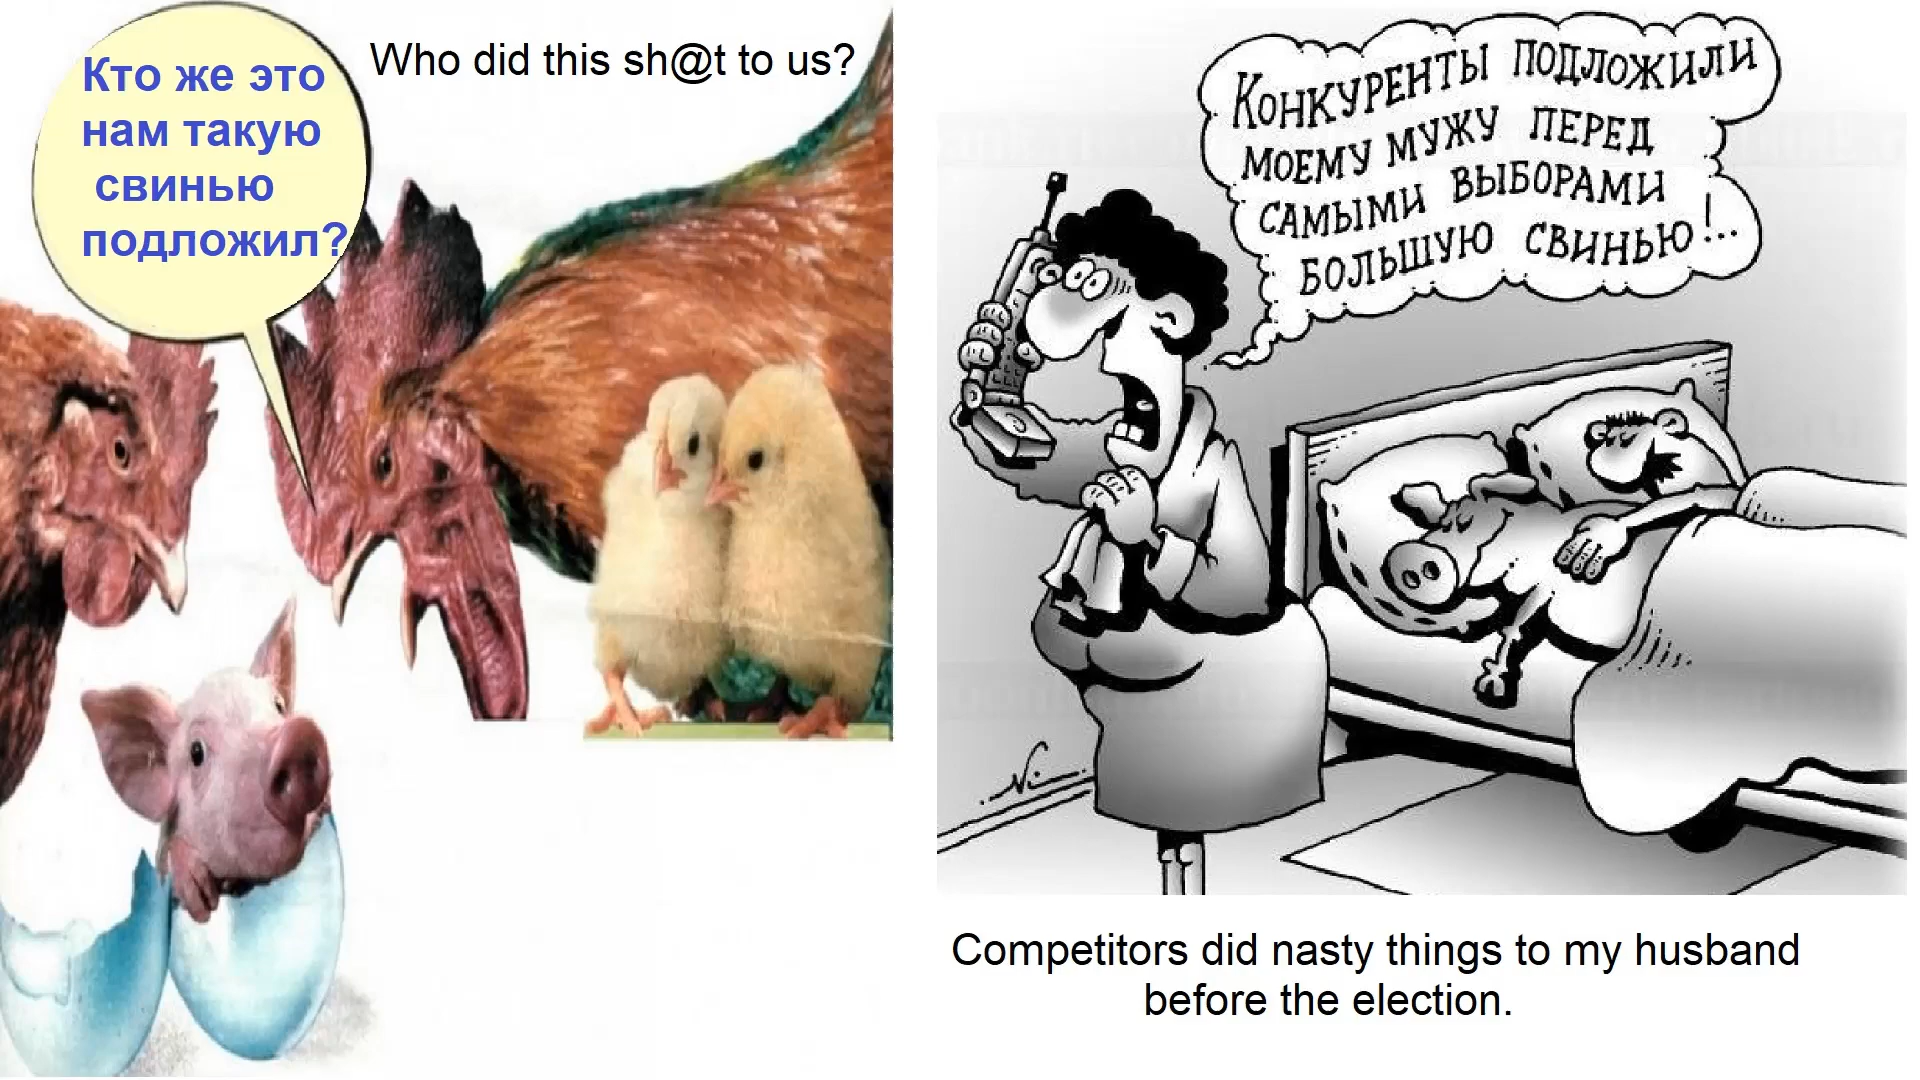 Кто же это
нам такую
свинью
подложил?
Who did this sh@t to us?
Конкуренты подложили
моему мужу перед
самыми выборами
большую свинью!..
Competitors did nasty things to my husband
before the election.